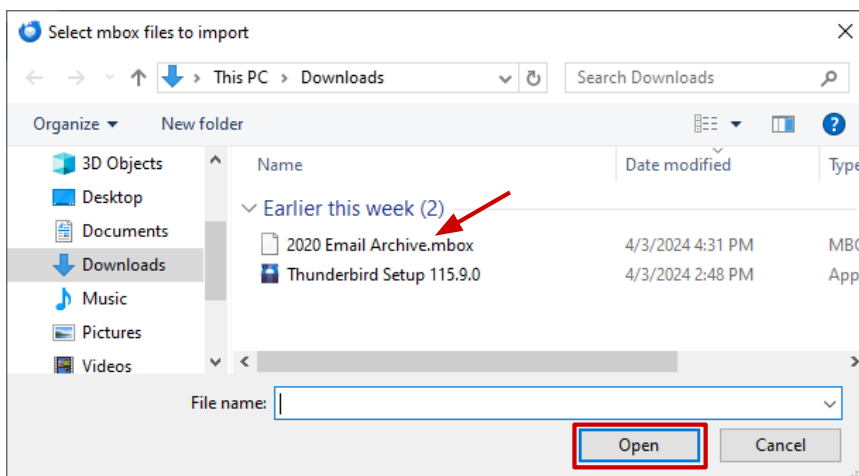 Select mbox files to import
This PC > Downloads
Search Downloads
Organize
New folder
?
3D Objects
Desktop
Documents
Downloads
Music
Pictures
Videos
Name
Date modified
Type
Earlier this week (2)
2020 Email Archive.mbox
4/3/2024 4:31 PM
MBO
Thunderbird Setup 115.9.0
4/3/2024 2:48 PM
App
File name:
Open
Cancel